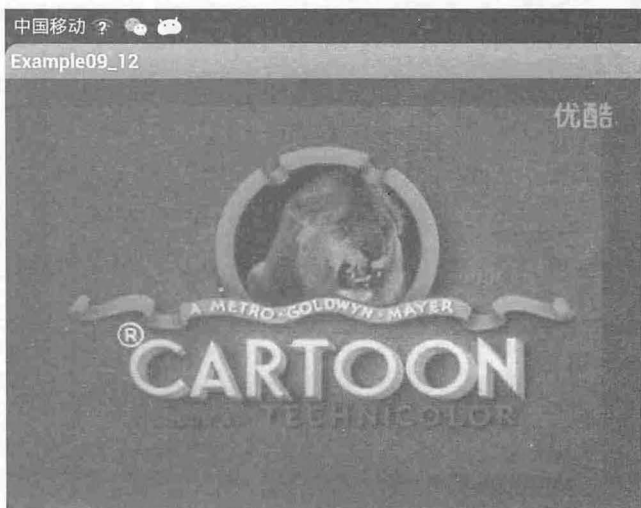 中国移动 ?
Example09_12
优酷
A METRO-GOLDWYN-MAYER
®
CARTOON
TECHNICOLOR